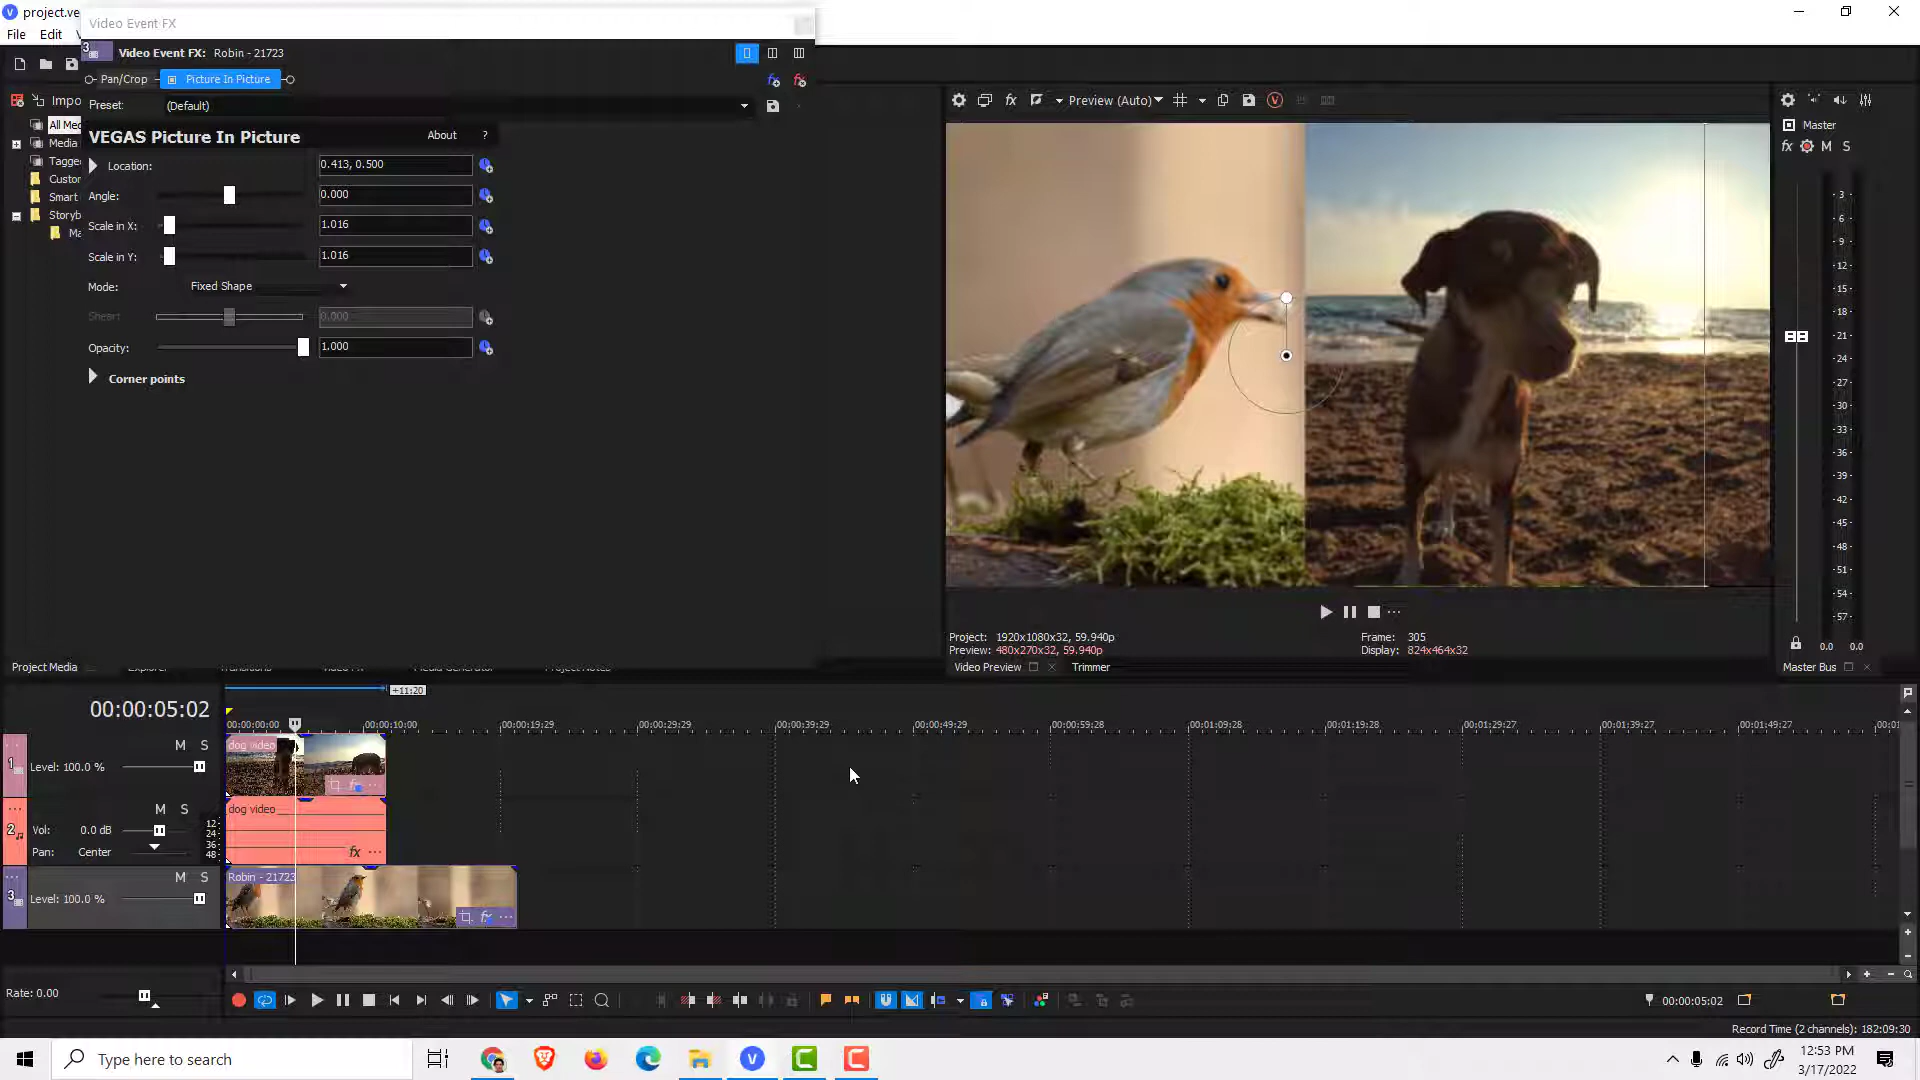 project.ve
Video Event FX
File Edit
Video Event FX: Robin - 21723
Pan/Crop Picture In Picture
Preset: (Default)
Impo
All Med
Media
Tagge
Custo
Smart
Storyb
Ma
VEGAS Picture In Picture About ?
Location: 0.413, 0.500
Angle: 0.000
Scale in X: 1.016
Scale in Y: 1.016
Mode: Fixed Shape
Shear: 0.000
Opacity: 1.000
Corner points
fx Preview (Auto)
Master
fx M S
3
6
9
12
15
18
21
24
27
30
33
36
39
42
45
48
51
54
57
0.0 0.0
Project: 1920x1080x32, 59.940p
Preview: 480x270x32, 59.940p
Frame: 305
Display: 824x464x32
Project Media Explorer Transitions Video FX Media Generator Project Notes
Video Preview Trimmer
Master Bus
+11:20
00:00:05:02
00:00:00:00 00:00:10:00 00:00:19:29 00:00:29:29 00:00:39:29 00:00:49:29 00:00:59:28 00:01:09:28 00:01:19:28 00:01:29:27 00:01:39:27 00:01:49:27 00:0
1 M S
Level: 100.0 %
dog video
fx
2 M S
Vol: 0.0 dB
Pan: Center
12
24
36
48
dog video
fx
3 M S
Level: 100.0 %
Robin - 21723
fx
Rate: 0.00
00:00:05:02
Record Time (2 channels): 182:09:30
Type here to search
12:53 PM
3/17/2022